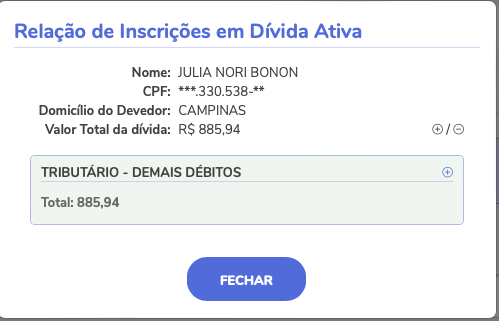 Relação de Inscrições em Dívida Ativa
Nome: JULIA NORI BONON
CPF: ***.330.538-**
Domicílio do Devedor: CAMPINAS
Valor Total da dívida: R$ 885,94 ⊕ / ⊖
TRIBUTÁRIO - DEMAIS DÉBITOS ⊕
Total: 885,94
FECHAR